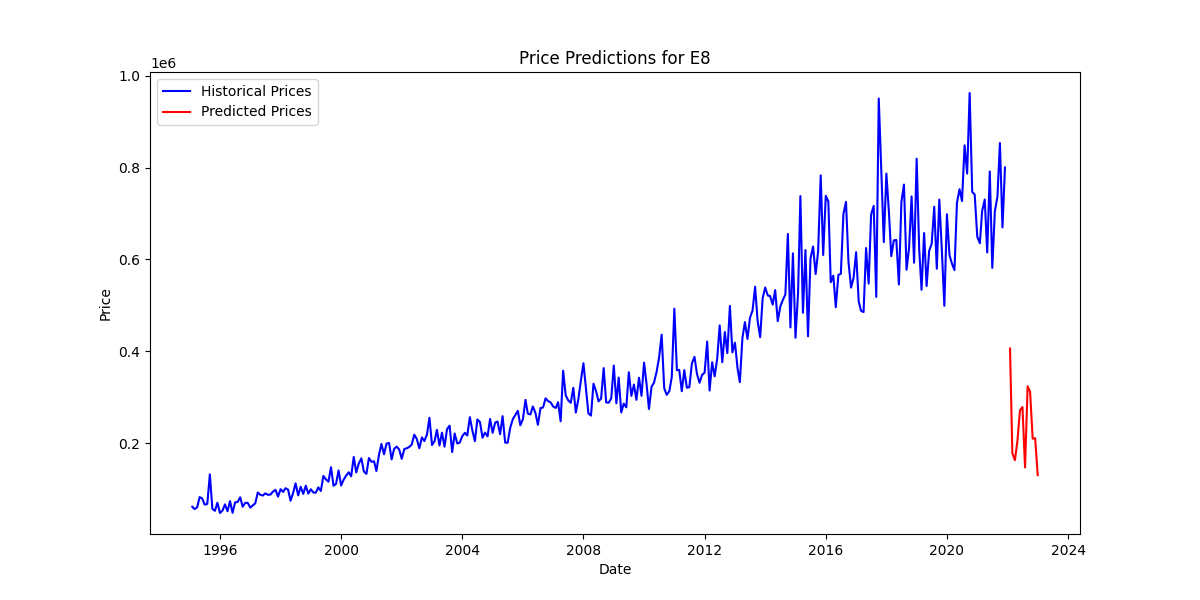 Price Predictions for E8
1e6
1.0
0.8
0.6
0.4
0.2
Price
Historical Prices
Predicted Prices
1996 2000 2004 2008 2012 2016 2020 2024
Date